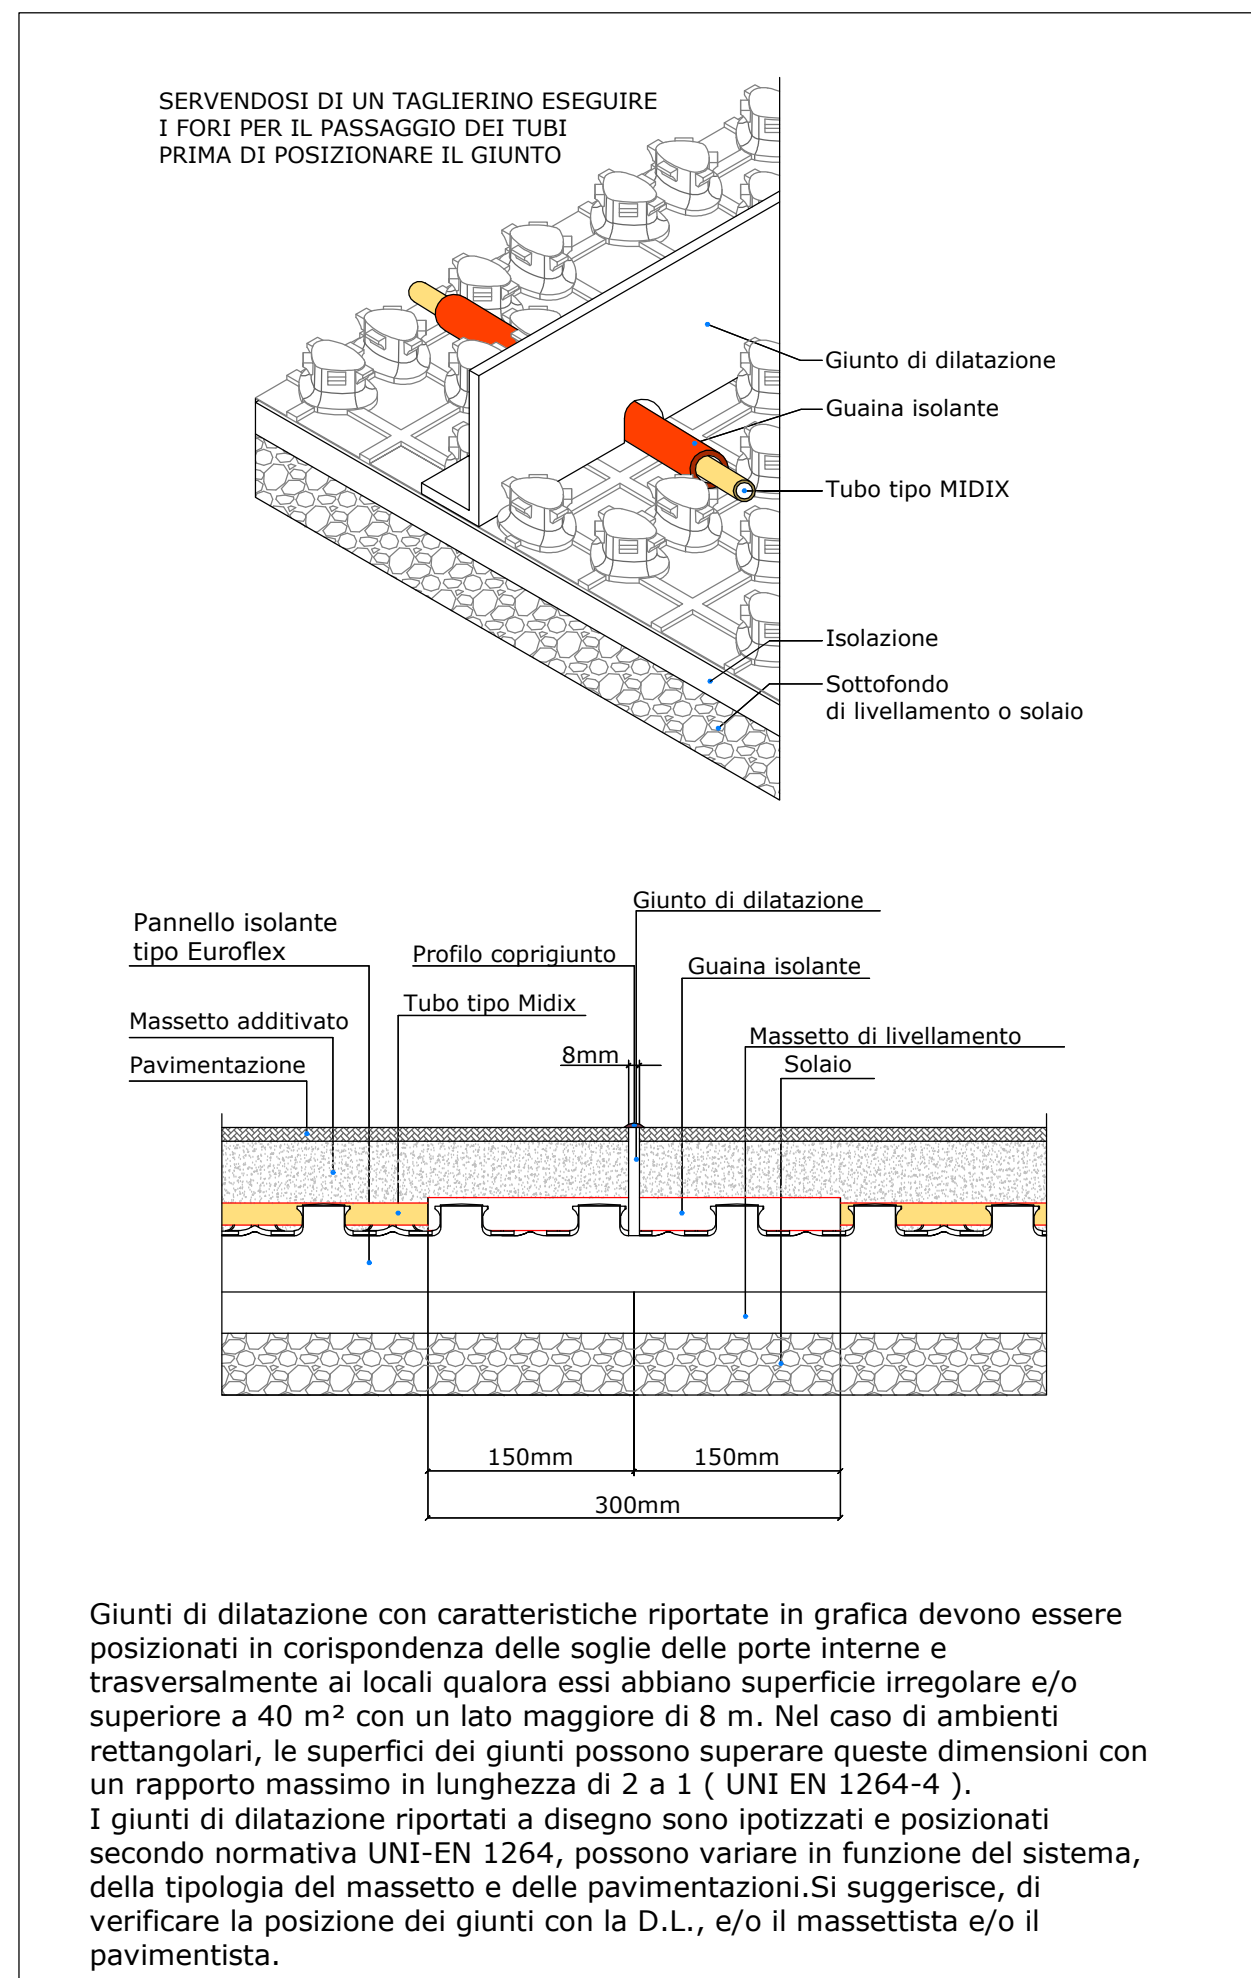 SERVENDOSI DI UN TAGLIERINO ESEGUIRE
I FORI PER IL PASSAGGIO DEI TUBI
PRIMA DI POSIZIONARE IL GIUNTO
Giunto di dilatazione
Guaina isolante
Tubo tipo MIDIX
Isolazione
Sottofondo
di livellamento o solaio
Giunto di dilatazione
Pannello isolante
tipo Euroflex
Profilo coprigiunto
Guaina isolante
Tubo tipo Midix
Massetto additivato
Massetto di livellamento
8mm
Pavimentazione
Solaio
150mm
150mm
300mm
Giunti di dilatazione con caratteristiche riportate in grafica devono essere
posizionati in corispondenza delle soglie delle porte interne e
trasversalmente ai locali qualora essi abbiano superficie irregolare e/o
superiore a 40 m² con un lato maggiore di 8 m. Nel caso di ambienti
rettangolari, le superfici dei giunti possono superare queste dimensioni con
un rapporto massimo in lunghezza di 2 a 1 ( UNI EN 1264-4 ).
I giunti di dilatazione riportati a disegno sono ipotizzati e posizionati
secondo normativa UNI-EN 1264, possono variare in funzione del sistema,
della tipologia del massetto e delle pavimentazioni.Si suggerisce, di
verificare la posizione dei giunti con la D.L., e/o il massettista e/o il
pavimentista.